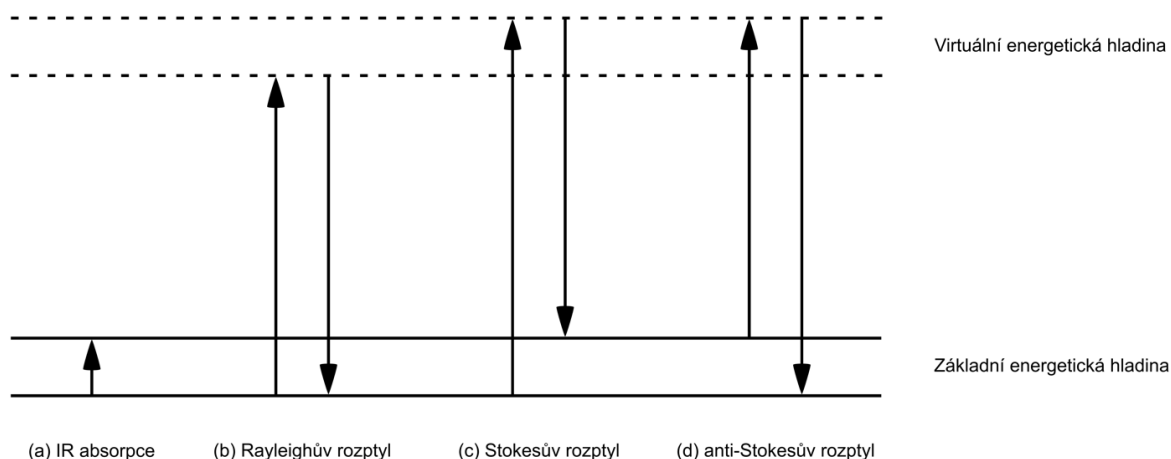 Virtuální energetická hladina
Základní energetická hladina
(a) IR absorpce
(b) Rayleighův rozptyl
(c) Stokesův rozptyl
(d) anti-Stokesův rozptyl